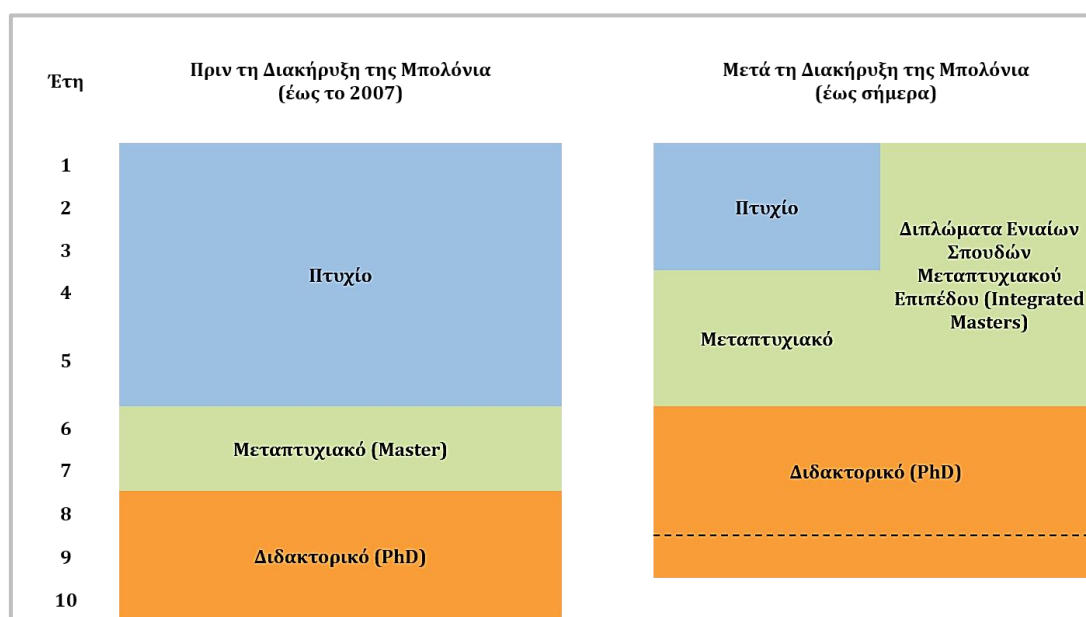 Έτη
Πριν τη Διακήρυξη της Μπολόνια
(έως το 2007)
Μετά τη Διακήρυξη της Μπολόνια
(έως σήμερα)
1
2
3
4
5
6
7
8
9
10
Πτυχίο
Μεταπτυχιακό (Master)
Διδακτορικό (PhD)
Πτυχίο
Μεταπτυχιακό
Διπλώματα Ενιαίων
Σπουδών
Μεταπτυχιακού
Επιπέδου (Integrated
Masters)
Διδακτορικό (PhD)